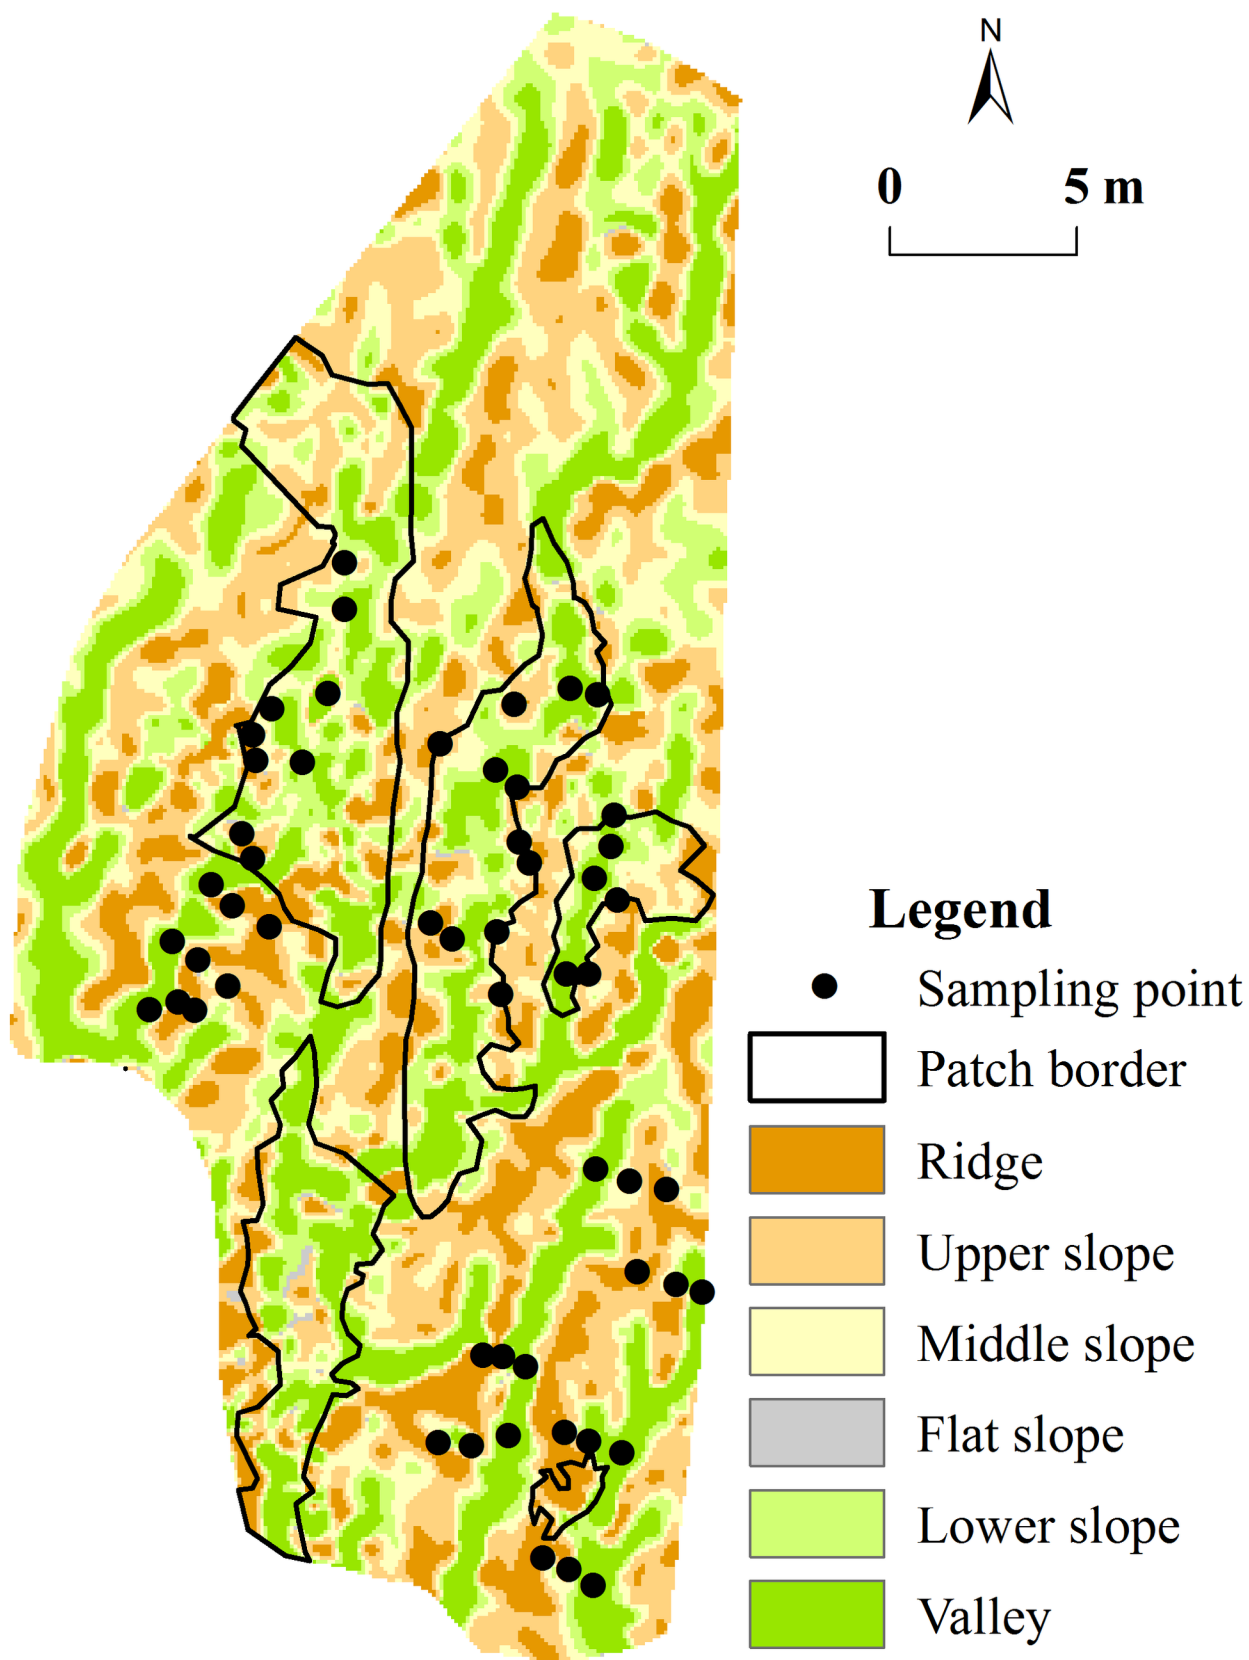 N
0 5 m
Legend
Sampling point
Patch border
Ridge
Upper slope
Middle slope
Flat slope
Lower slope
Valley